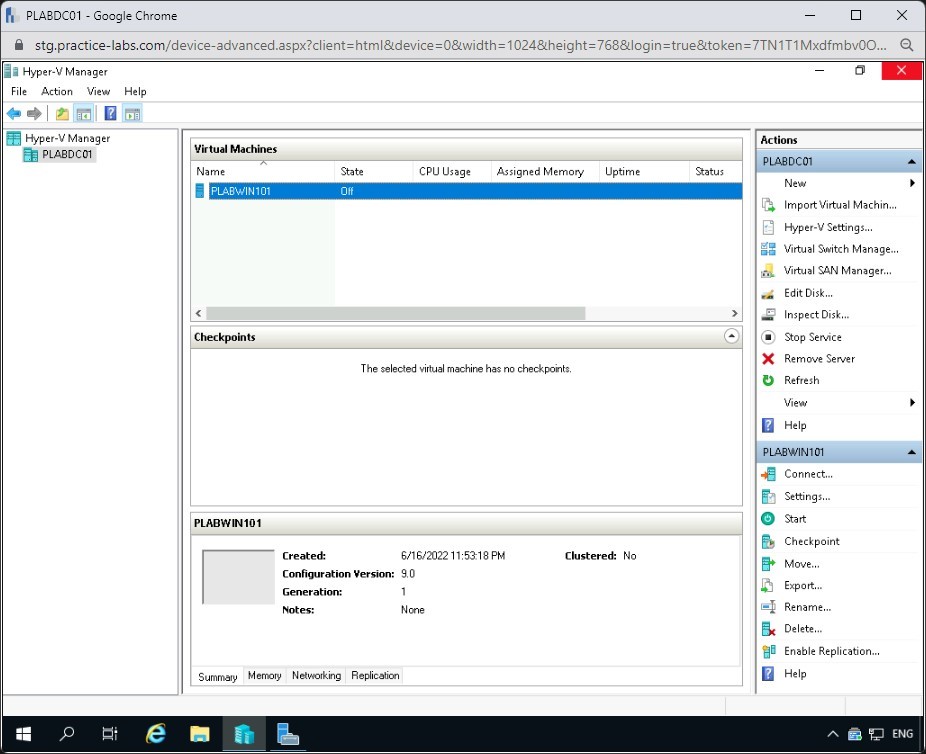 PLABDC01 - Google Chrome
stg.practice-labs.com/device-advanced.aspx?client=html&device=0&width=1024&height=768&login=true&token=7TN1T1Mxdfmbv0O...
Hyper-V Manager
File Action View Help
Hyper-V Manager
PLABDC01
Virtual Machines
Name State CPU Usage Assigned Memory Uptime Status
PLABWIN101 Off
Checkpoints
The selected virtual machine has no checkpoints.
PLABWIN101
Created: 6/16/2022 11:53:18 PM Clustered: No
Configuration Version: 9.0
Generation: 1
Notes: None
Summary Memory Networking Replication
Actions
PLABDC01
New
Import Virtual Machin...
Hyper-V Settings...
Virtual Switch Manage...
Virtual SAN Manager...
Edit Disk...
Inspect Disk...
Stop Service
Remove Server
Refresh
View
Help
PLABWIN101
Connect...
Settings...
Start
Checkpoint
Move...
Export...
Rename...
Delete...
Enable Replication...
Help
ENG